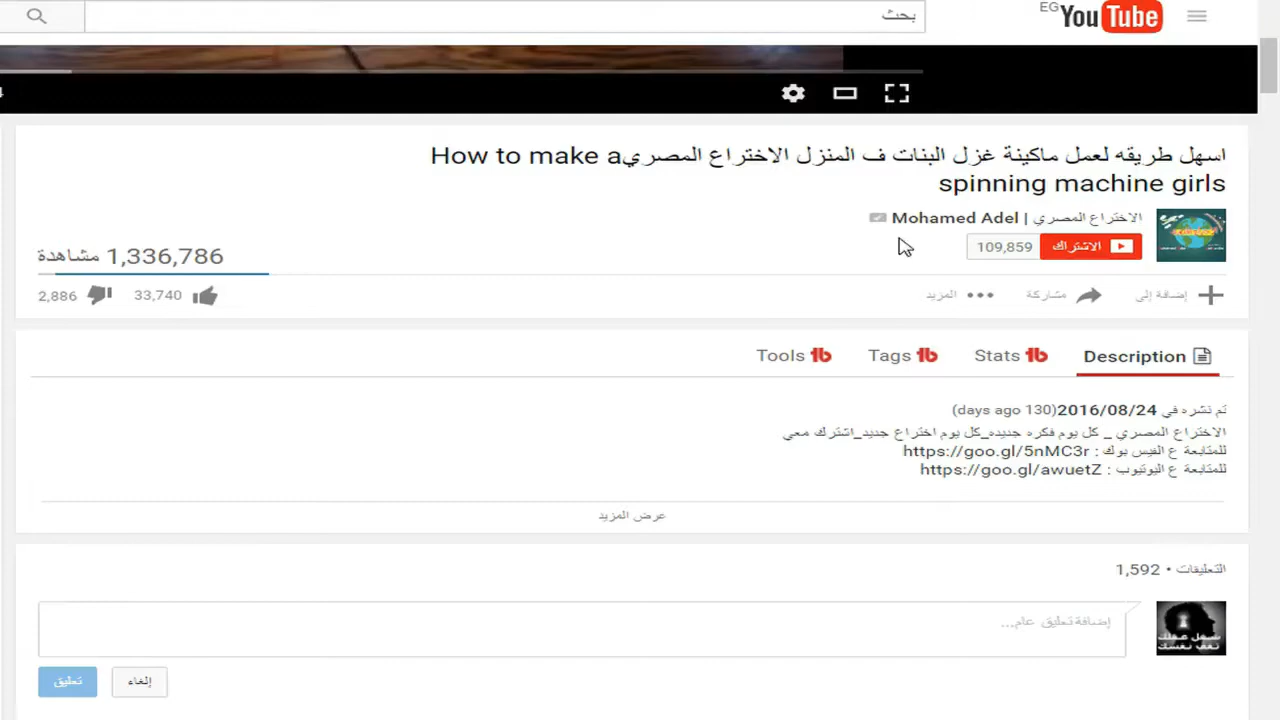 YouTube EG
بحث
اسهل طريقه لعمل ماكينة غزل البنات ف المنزل الاختراع المصريHow to make a
spinning machine girls
الاختراع المصري | Mohamed Adel
الاشتراك 109,859
1,336,786 مشاهدة
إضافة إلى مشاركة المزيد
33,740 2,886
Description Stats Tags Tools
تم نشره في 2016/08/24(130 days ago)
الاختراع المصري _ كل يوم فكره جديده_كل يوم اختراع جديد_اشترك معي
للمتابعة ع الفيس بوك : https://goo.gl/5nMC3r
للمتابعة ع اليوتيوب : https://goo.gl/awuetZ
عرض المزيد
التعليقات • 1,592
إضافة تعليق عام...
إلغاء تعليق